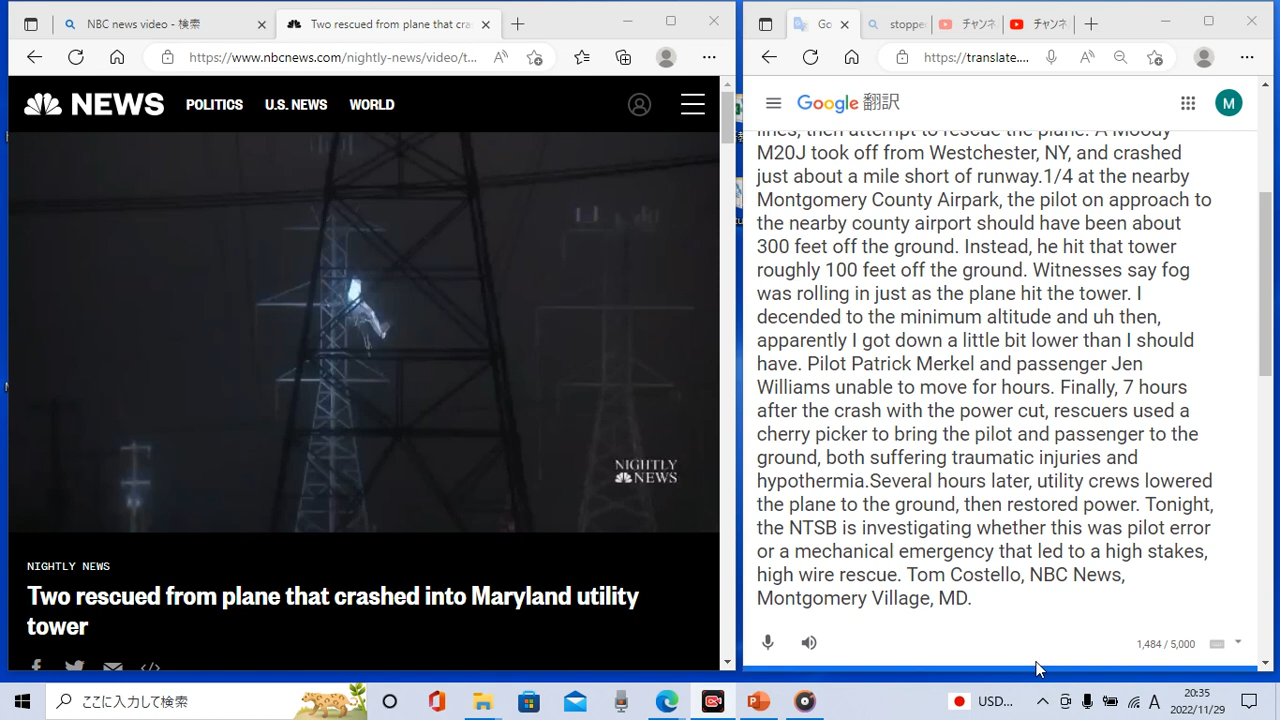 NBC news video - 検索
Two rescued from plane that cra
https://www.nbcnews.com/nightly-news/video/t...
NEWS
POLITICS
U.S. NEWS
WORLD
NIGHTLY
NEWS
NIGHTLY NEWS
Two rescued from plane that crashed into Maryland utility
tower
Go
stoppe
チャンネ
チャンネ
https://translate....
Google 翻訳
M
lines, then attempt to rescue the plane. A Moody
M20J took off from Westchester, NY, and crashed
just about a mile short of runway.1/4 at the nearby
Montgomery County Airpark, the pilot on approach to
the nearby county airport should have been about
300 feet off the ground. Instead, he hit that tower
roughly 100 feet off the ground. Witnesses say fog
was rolling in just as the plane hit the tower. I
decended to the minimum altitude and uh then,
apparently I got down a little bit lower than I should
have. Pilot Patrick Merkel and passenger Jen
Williams unable to move for hours. Finally, 7 hours
after the crash with the power cut, rescuers used a
cherry picker to bring the pilot and passenger to the
ground, both suffering traumatic injuries and
hypothermia.Several hours later, utility crews lowered
the plane to the ground, then restored power. Tonight,
the NTSB is investigating whether this was pilot error
or a mechanical emergency that led to a high stakes,
high wire rescue. Tom Costello, NBC News,
Montgomery Village, MD.
1,484 / 5,000
ここに入力して検索
USD...
A
20:35
2022/11/29